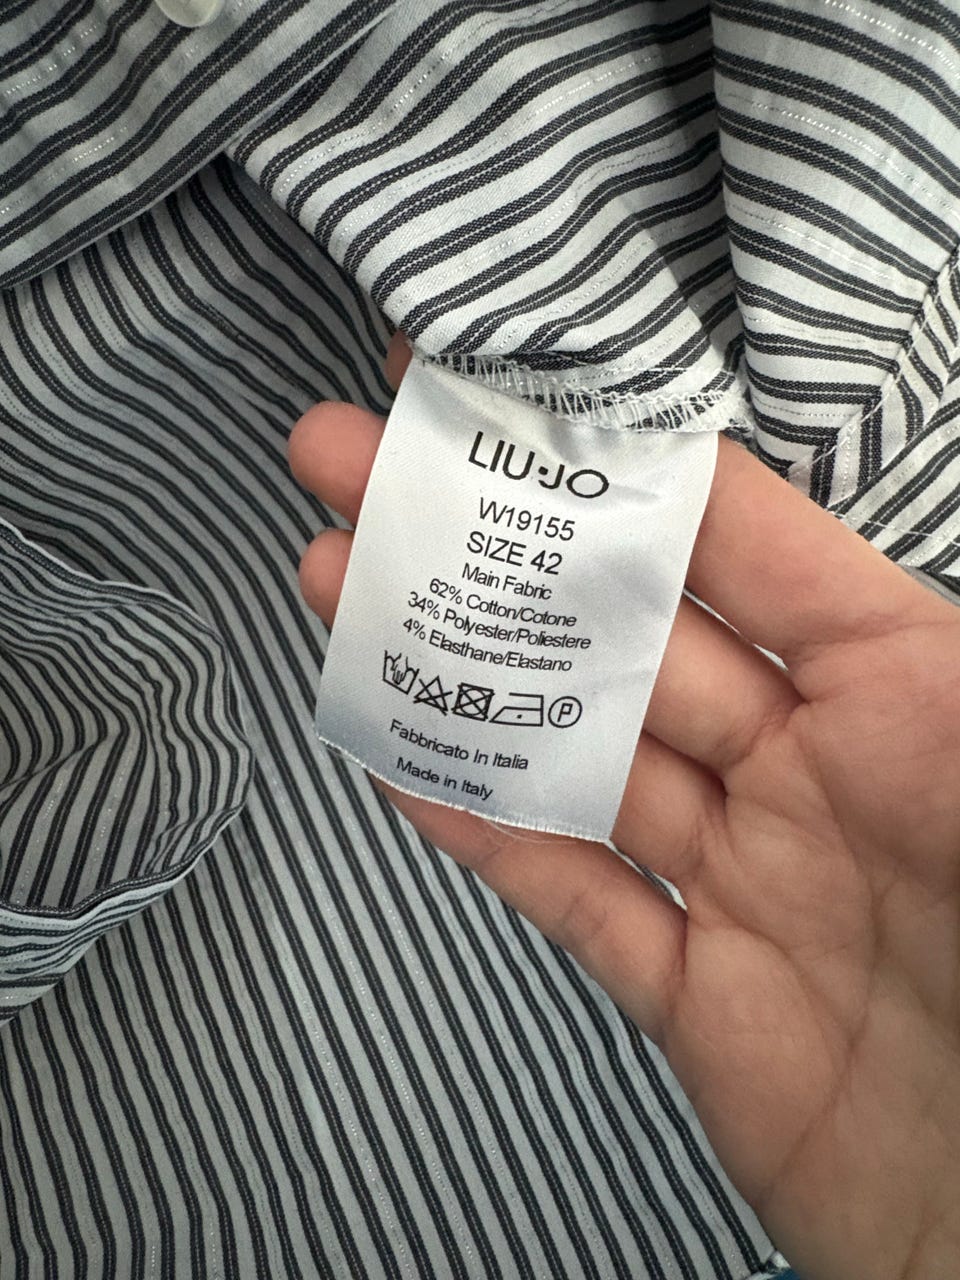 LIU·JO
W19155
SIZE 42
Main Fabric
62% Cotton/Cotone
34% Polyester/Poliestere
4% Elasthane/Elastano
P
Fabbricato In Italia
Made in Italy